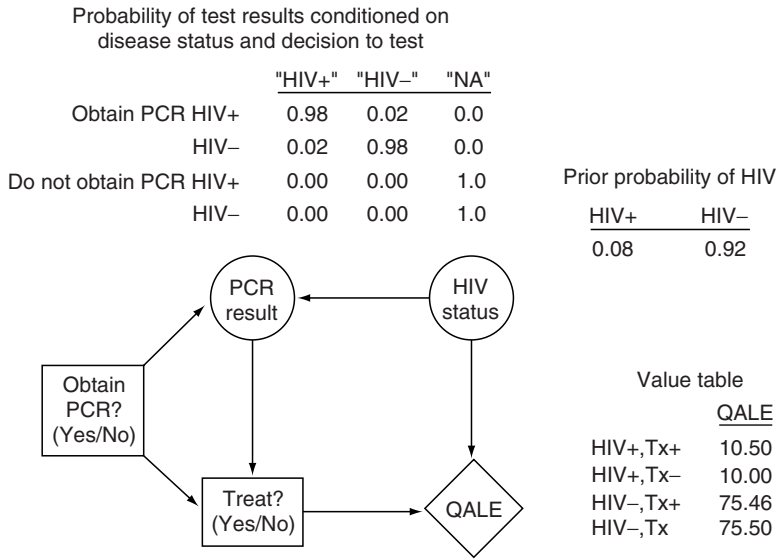 Probability of test results conditioned on
disease status and decision to test
"HIV+" "HIV–" "NA"
Obtain PCR HIV+ 0.98 0.02 0.0
HIV– 0.02 0.98 0.0
Do not obtain PCR HIV+ 0.00 0.00 1.0
HIV– 0.00 0.00 1.0
Prior probability of HIV
HIV+ HIV–
0.08 0.92
PCR
result
HIV
status
Obtain
PCR?
(Yes/No)
Treat?
(Yes/No)
QALE
Value table
QALE
HIV+,Tx+ 10.50
HIV+,Tx– 10.00
HIV–,Tx+ 75.46
HIV–,Tx 75.50